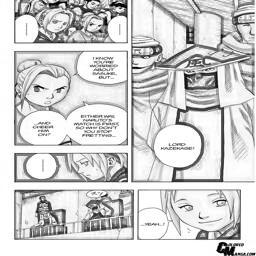 I KNOW
YOU'RE
WORRIED
ABOUT
SASUKE,
BUT...
EITHER WAY,
NARUTO'S
MATCH IS FIRST,
SO WHY DON'T
YOU STOP
FRETTING...
...AND
CHEER HIM
ON?
LORD
KAZEKAGE!
...YEAH...!
COLORED
MANGA.COM